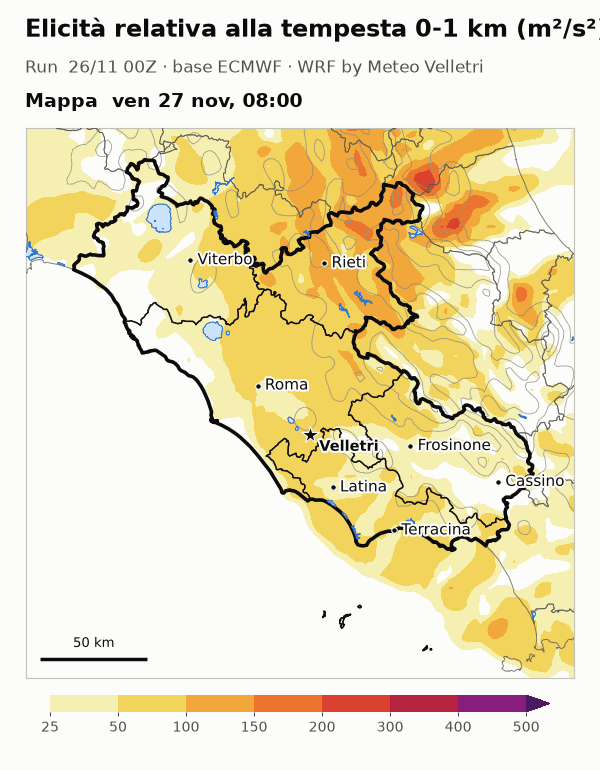 Elicità relativa alla tempesta 0-1 km (m²/s²)
Run 26/11 00Z · base ECMWF · WRF by Meteo Velletri
Mappa ven 27 nov, 08:00
Viterbo
Rieti
Roma
Velletri
Frosinone
Latina
Cassino
Terracina
50 km
25 50 100 150 200 300 400 500